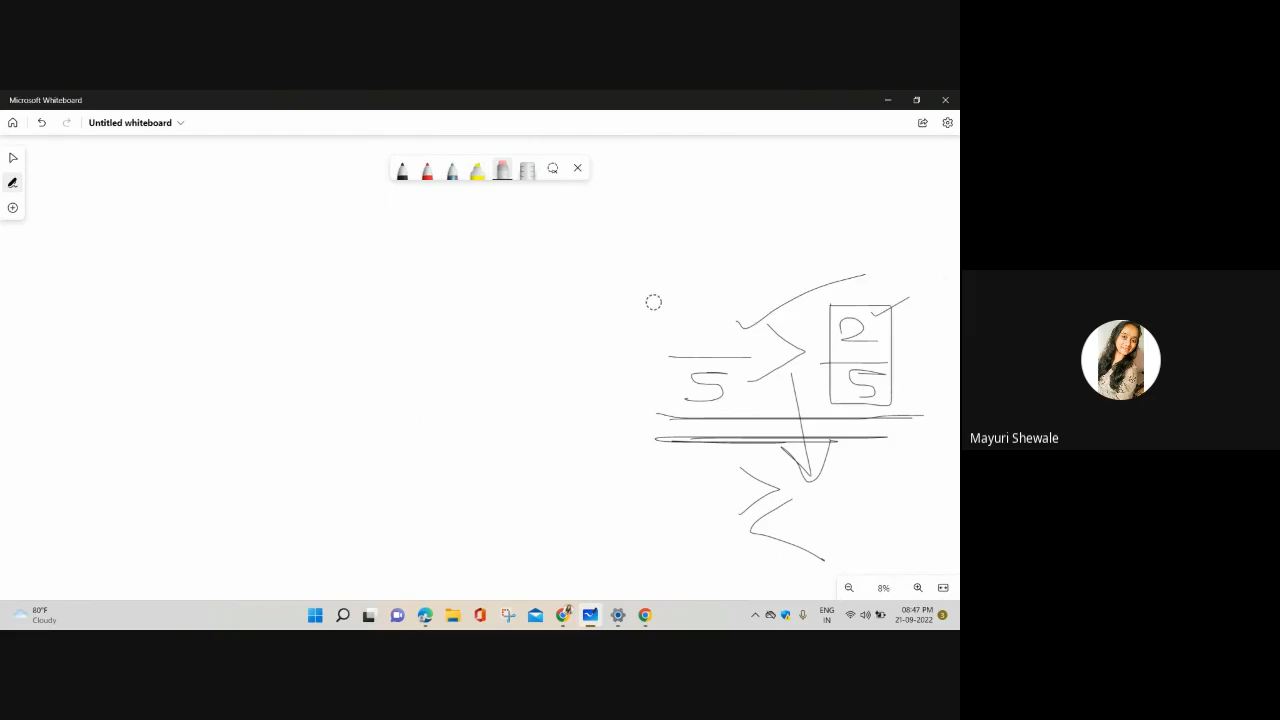 Microsoft Whiteboard
Untitled whiteboard
> 2
5 5
>
<
Mayuri Shewale
8%
80°F
Cloudy
ENG
IN
08:47 PM
21-09-2022
3